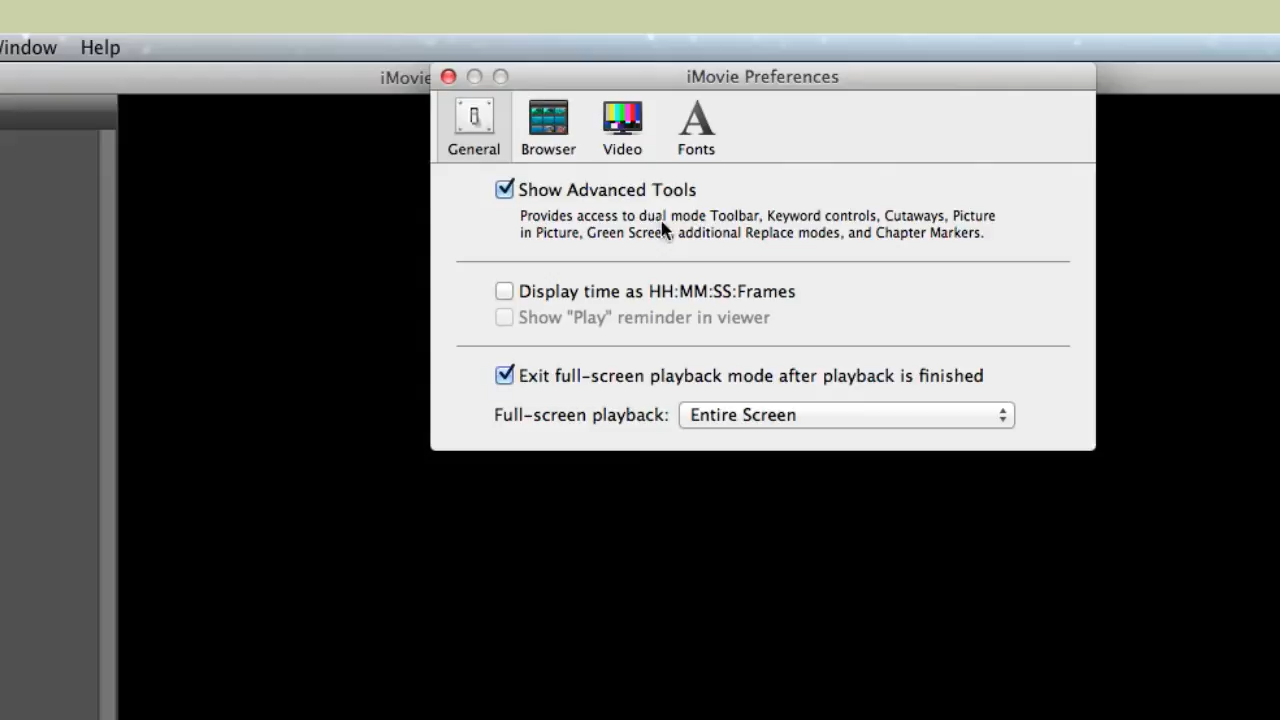 Window Help
iMovie
iMovie Preferences
General Browser Video Fonts
Show Advanced Tools
Provides access to dual mode Toolbar, Keyword controls, Cutaways, Picture
in Picture, Green Screen, additional Replace modes, and Chapter Markers.
Display time as HH:MM:SS:Frames
Show "Play" reminder in viewer
Exit full-screen playback mode after playback is finished
Full-screen playback: Entire Screen